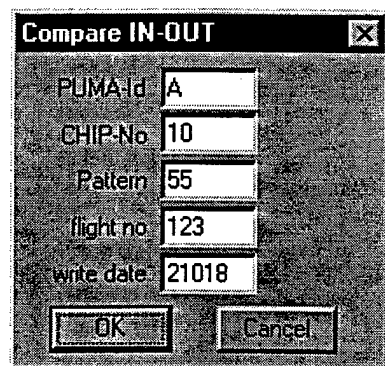 Compare IN-OUT
PUMA-Id A
CHIP-No 10
Pattern 55
flight no 123
write date 21018
OK Cancel